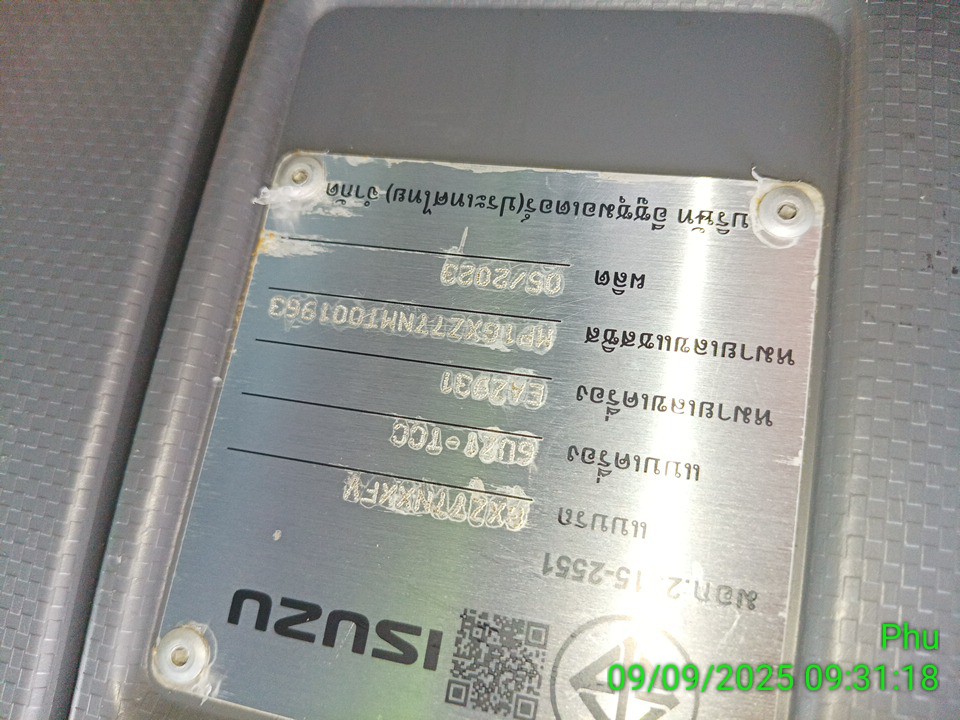 ISUZU
มอก.2315-2551
แบบรถ
แบบเครื่อง 6UZ1-TCC
หมายเลขเครื่อง EA2931
หมายเลขแชสซิส MP1GXZ77NMT001963
ผลิต 05/2023
บริษัท อีซูซุมอเตอร์(ประเทศไทย) จำกัด
Phu
09/09/2025 09:31:18